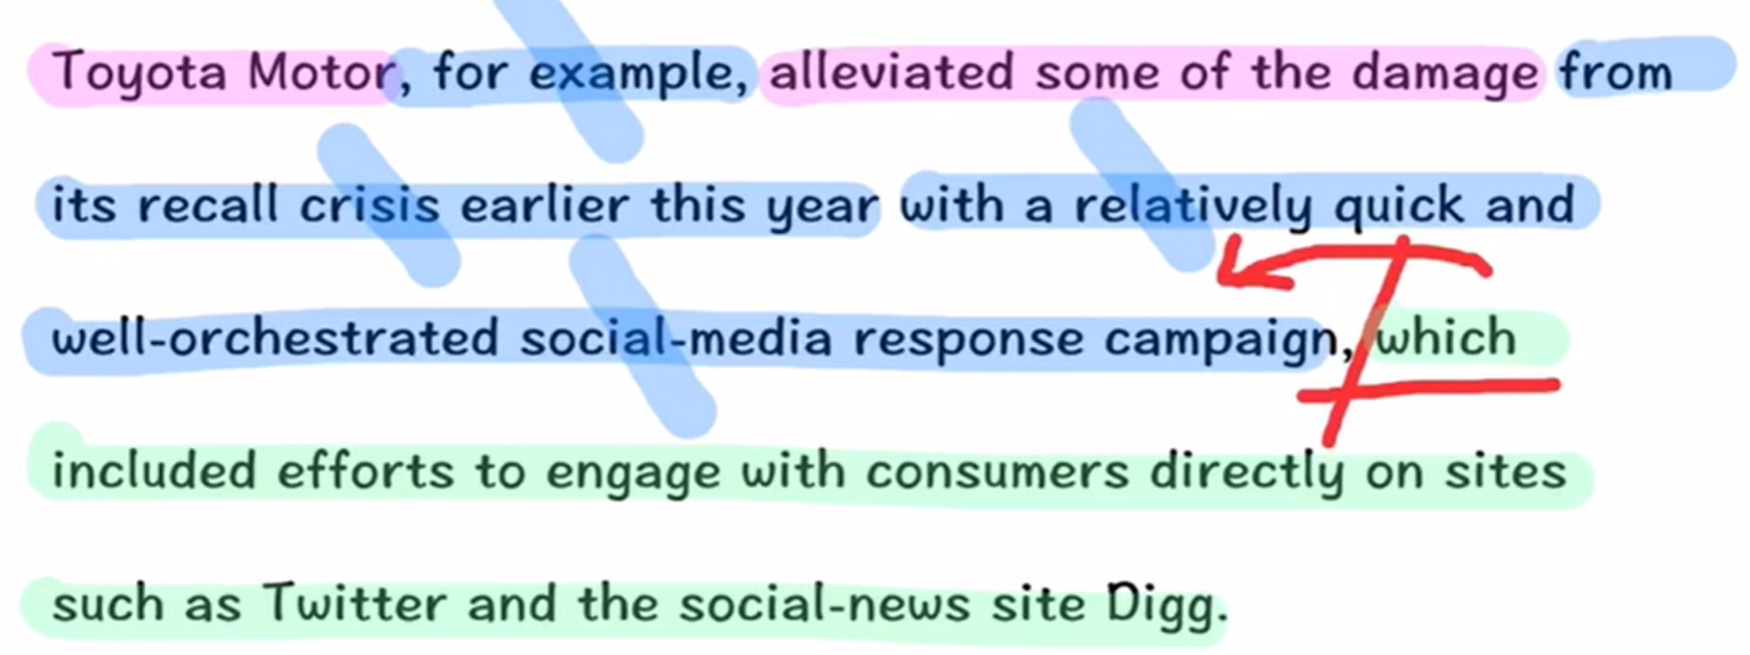 Toyota Motor, for example, alleviated some of the damage from
its recall crisis earlier this year with a relatively quick and
well-orchestrated social-media response campaign, which
included efforts to engage with consumers directly on sites
such as Twitter and the social-news site Digg.